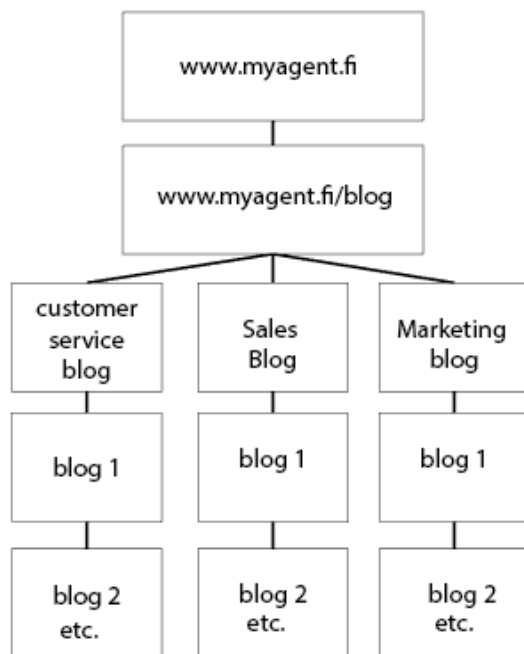 www.myagent.fi
www.myagent.fi/blog
customer
service
blog
Sales
Blog
Marketing
blog
blog 1
blog 1
blog 1
blog 2
etc.
blog 2
etc.
blog 2
etc.